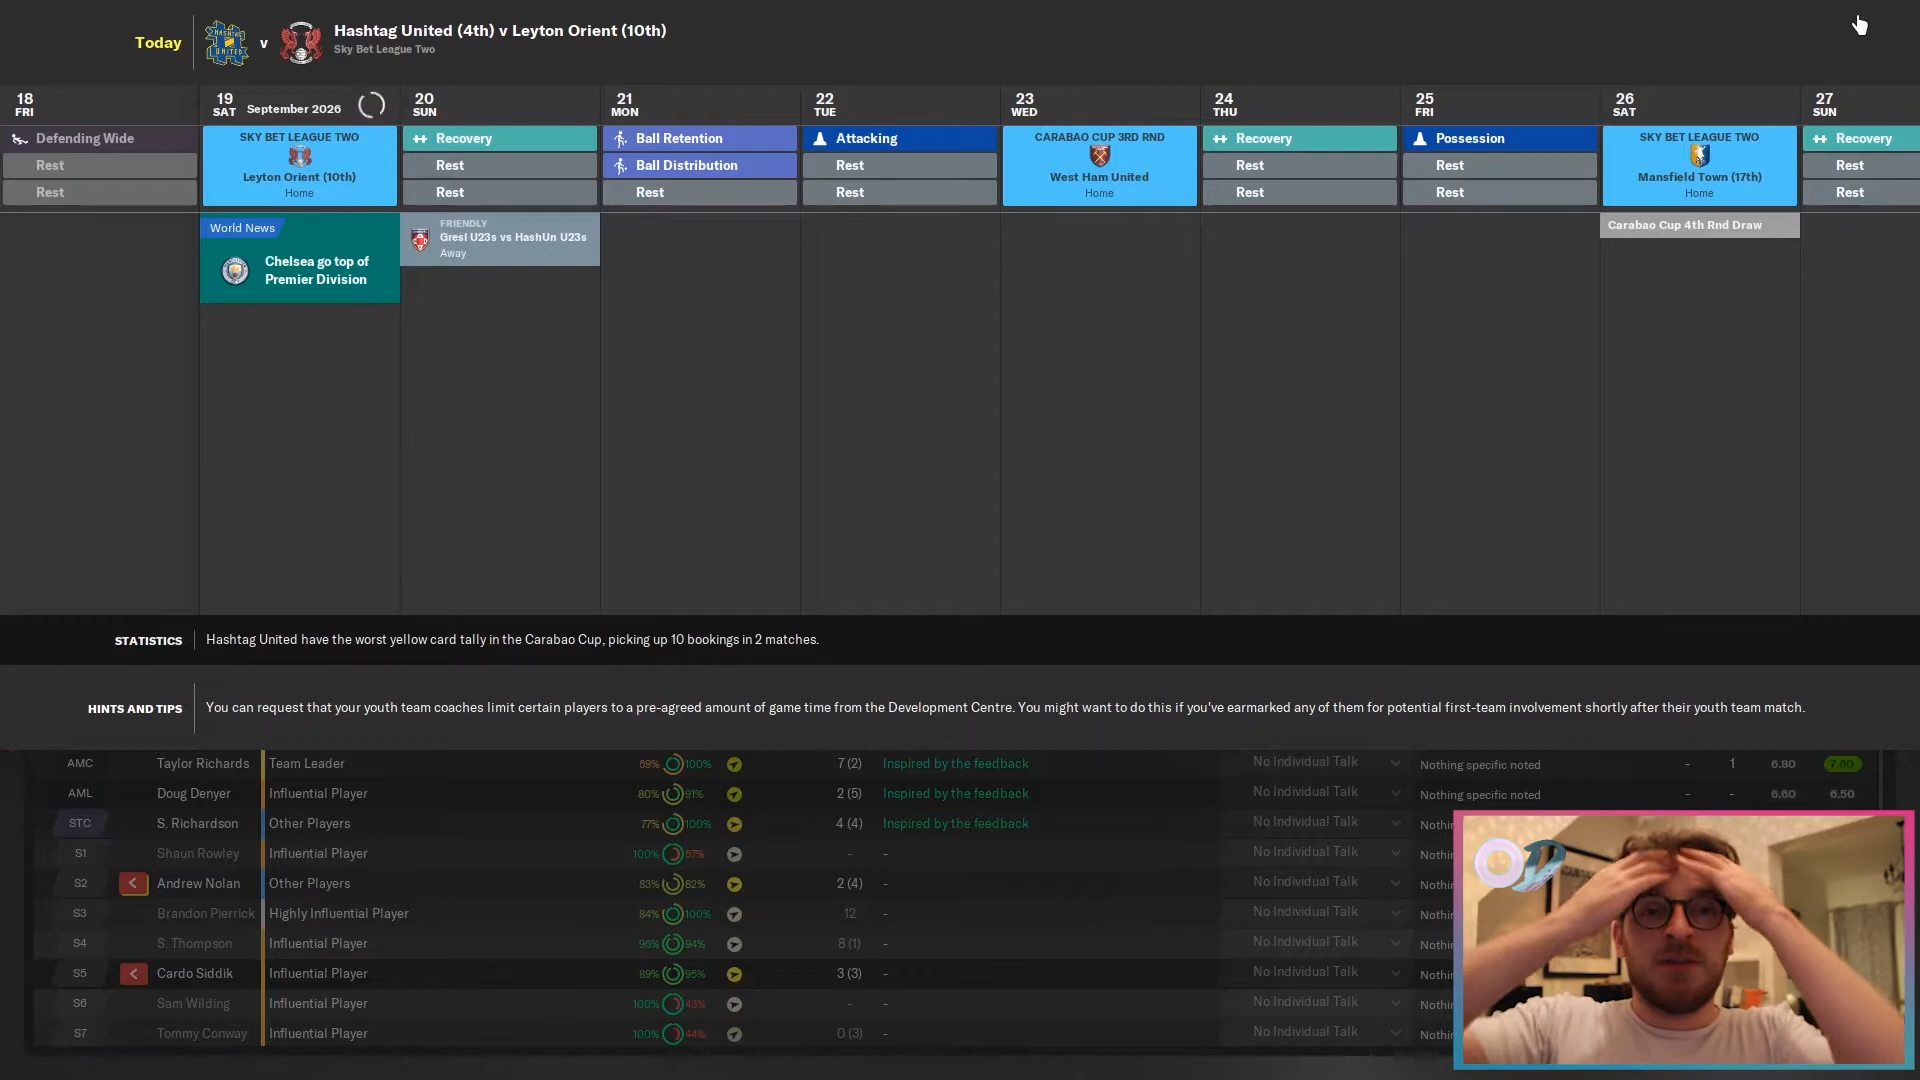 Today
v
Hashtag United (4th) v Leyton Orient (10th)
Sky Bet League Two
18
FRI
19
SAT September 2026
20
SUN
21
MON
22
TUE
23
WED
24
THU
25
FRI
26
SAT
27
SUN
Defending Wide
Rest
Rest
SKY BET LEAGUE TWO
Leyton Orient (10th)
Home
Recovery
Rest
Rest
Ball Retention
Ball Distribution
Rest
Attacking
Rest
Rest
CARABAO CUP 3RD RND
West Ham United
Home
Recovery
Rest
Rest
Possession
Rest
Rest
SKY BET LEAGUE TWO
Mansfield Town (17th)
Home
Recovery
Rest
Rest
World News
Chelsea go top of
Premier Division
FRIENDLY
Gresl U23s vs HashUn U23s
Away
Carabao Cup 4th Rnd Draw
STATISTICS Hashtag United have the worst yellow card tally in the Carabao Cup, picking up 10 bookings in 2 matches.
HINTS AND TIPS You can request that your youth team coaches limit certain players to a pre-agreed amount of game time from the Development Centre. You might want to do this if you've earmarked any of them for potential first-team involvement shortly after their youth team match.
AMC Taylor Richards Team Leader 69% 100% 7 (2) Inspired by the feedback No Individual Talk Nothing specific noted - 1 6.80 7.60
AML Doug Denyer Influential Player 80% 91% 2 (5) Inspired by the feedback No Individual Talk Nothing specific noted - - 6.60 6.50
STC S. Richardson Other Players 77% 100% 4 (4) Inspired by the feedback No Individual Talk Nothin
S1 Shaun Rowley Influential Player 100% 57% - - No Individual Talk Nothin
S2 Andrew Nolan Other Players 83% 82% 2 (4) - No Individual Talk Nothin
S3 Brandon Pierrick Highly Influential Player 84% 100% 12 - No Individual Talk Nothin
S4 S. Thompson Influential Player 96% 94% 8 (1) - No Individual Talk Nothin
S5 Cardo Siddik Influential Player 89% 95% 3 (3) - No Individual Talk Nothin
S6 Sam Wilding Influential Player 100% 43% - - No Individual Talk Nothin
S7 Tommy Conway Influential Player 100% 44% 0 (3) - No Individual Talk Nothin